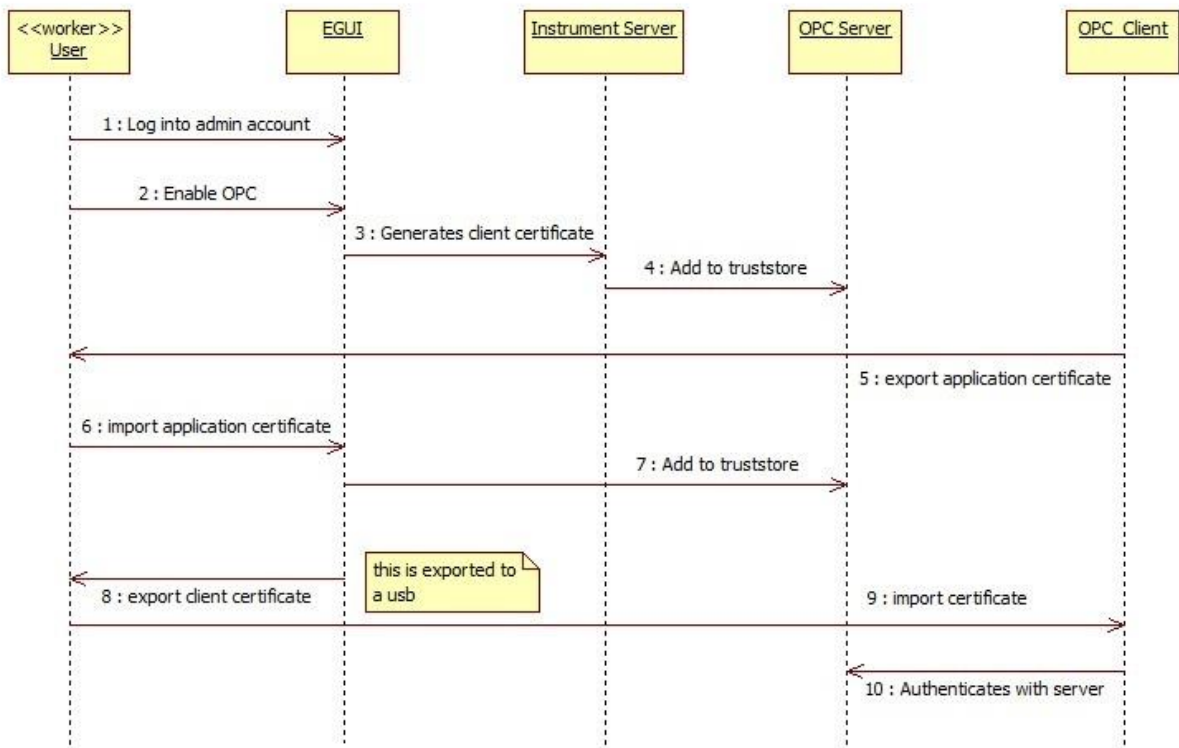 <<worker>>
User
EGUI
Instrument Server
OPC Server
OPC Client
1 : Log into admin account
2 : Enable OPC
3 : Generates client certificate
4 : Add to truststore
5 : export application certificate
6 : import application certificate
7 : Add to truststore
this is exported to
a usb
8 : export client certificate
9 : import certificate
10 : Authenticates with server